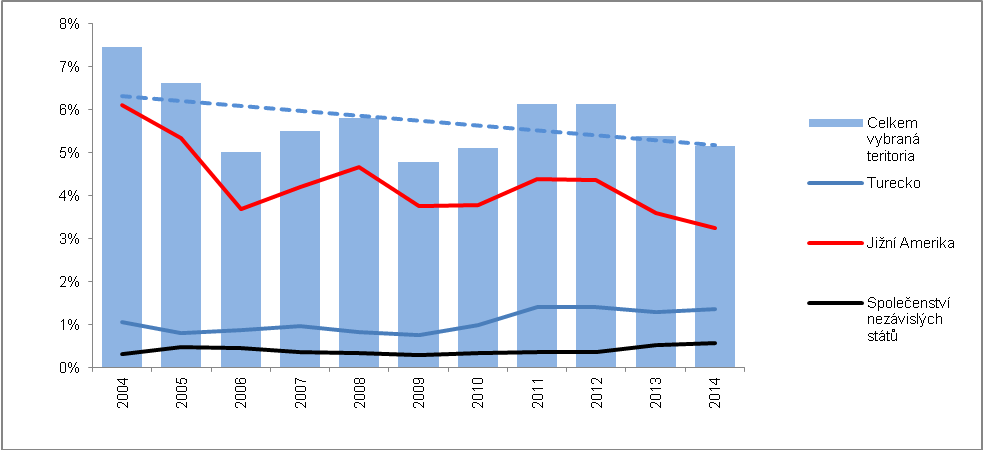 8%
7%
6%
5%
4%
3%
2%
1%
0%
2004
2005
2006
2007
2008
2009
2010
2011
2012
2013
2014
Celkem
vybraná
teritoria
Turecko
Jižní Amerika
Společenství
nezávislých
států